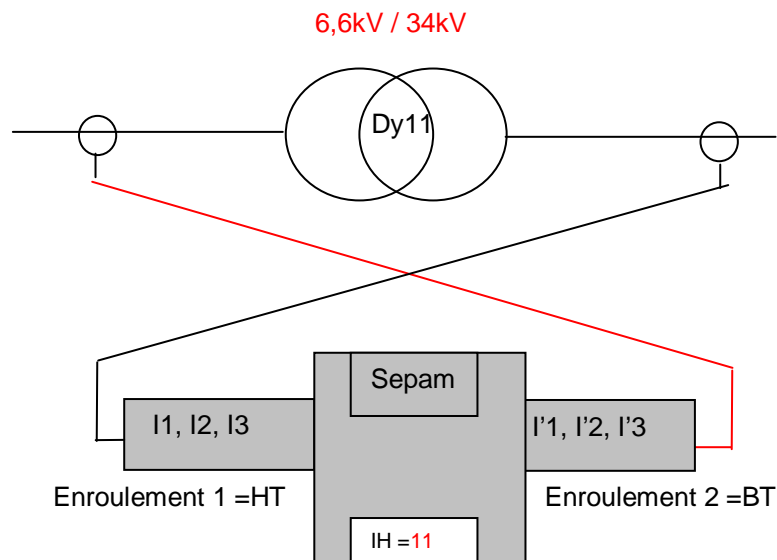 6,6kV / 34kV
Dy11
Sepam
I1, I2, I3
I'1, I'2, I'3
Enroulement 1 =HT
Enroulement 2 =BT
IH =11